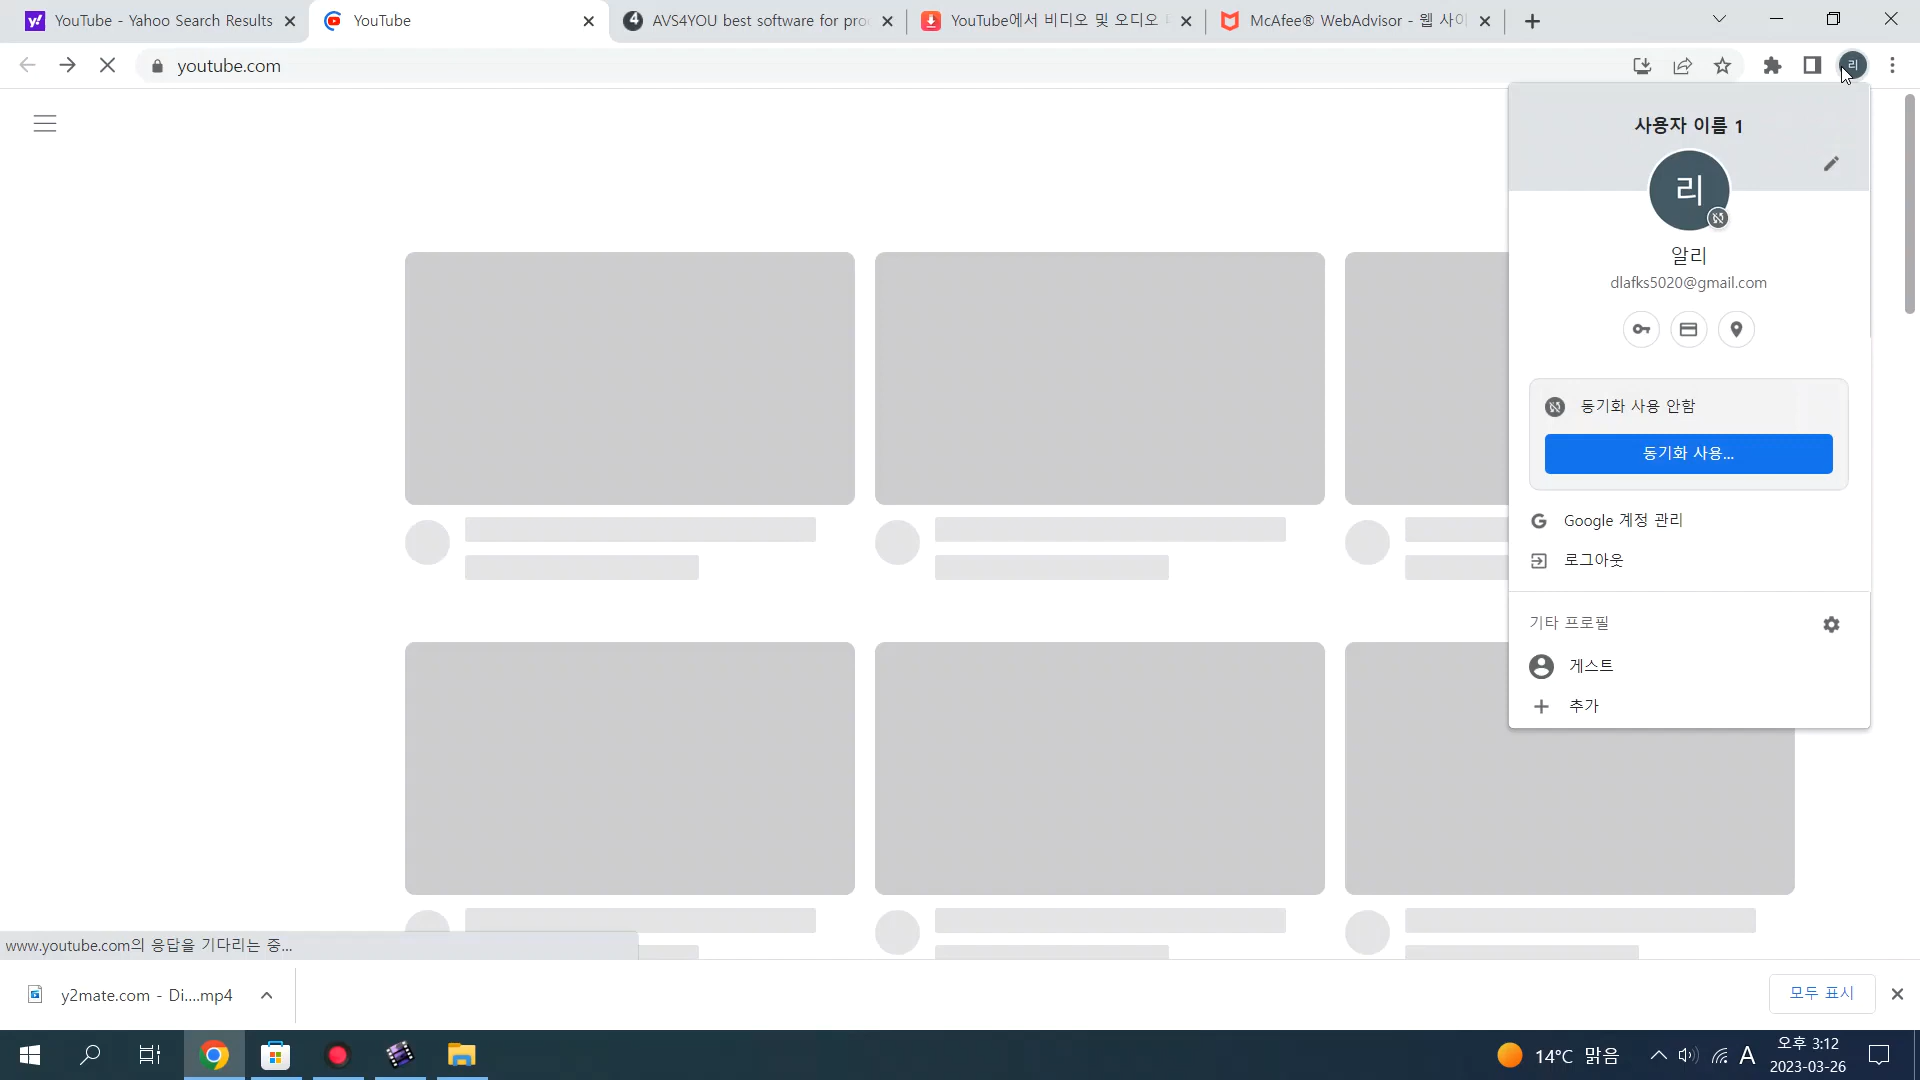 YouTube - Yahoo Search Results
YouTube
AVS4YOU best software for pro
YouTube에서 비디오 및 오디오
McAfee® WebAdvisor - 웹 사이
youtube.com
리
사용자 이름 1
리
알리
dlafks5020@gmail.com
동기화 사용 안함
동기화 사용...
Google 계정 관리
로그아웃
기타 프로필
게스트
추가
www.youtube.com의 응답을 기다리는 중...
y2mate.com - Di....mp4
모두 표시
14°C 맑음
A
오후 3:12
2023-03-26